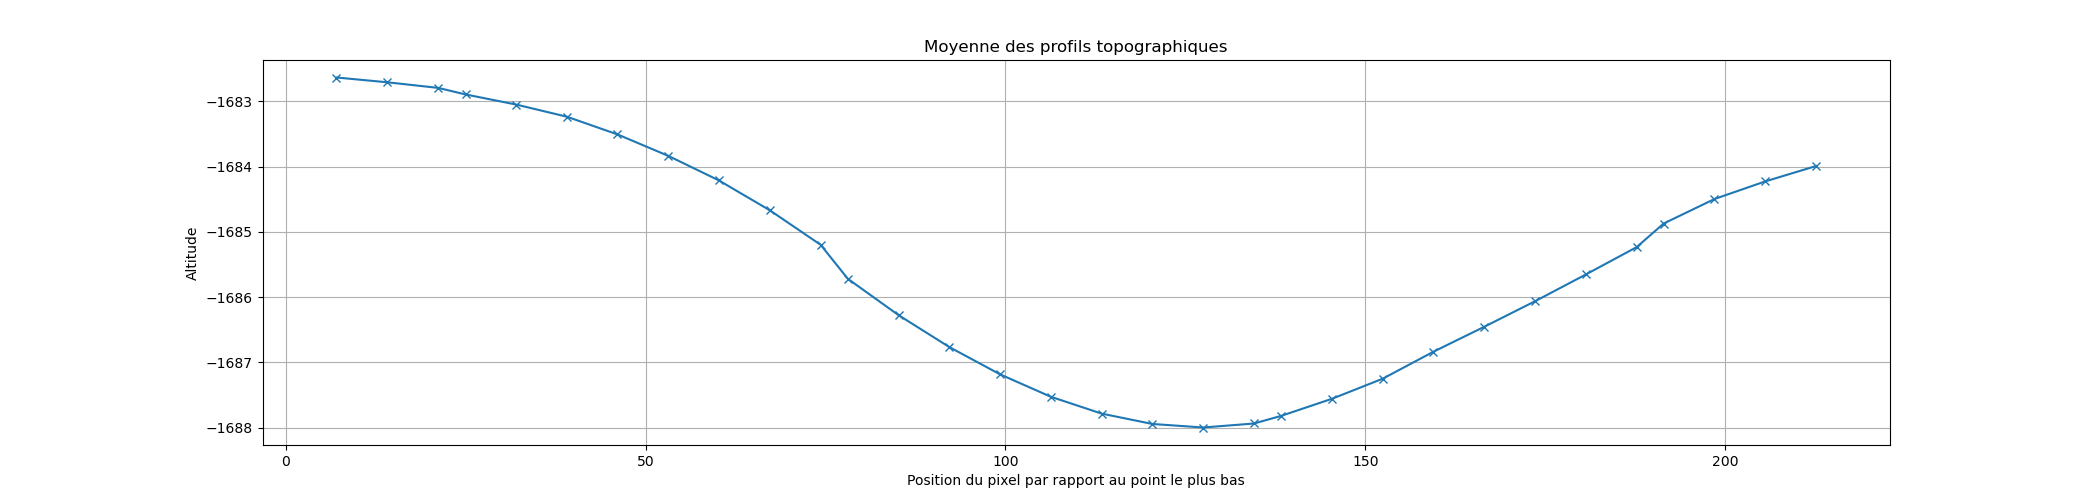 Moyenne des profils topographiques
Altitude
−1683
−1684
−1685
−1686
−1687
−1688
0 50 100 150 200
Position du pixel par rapport au point le plus bas